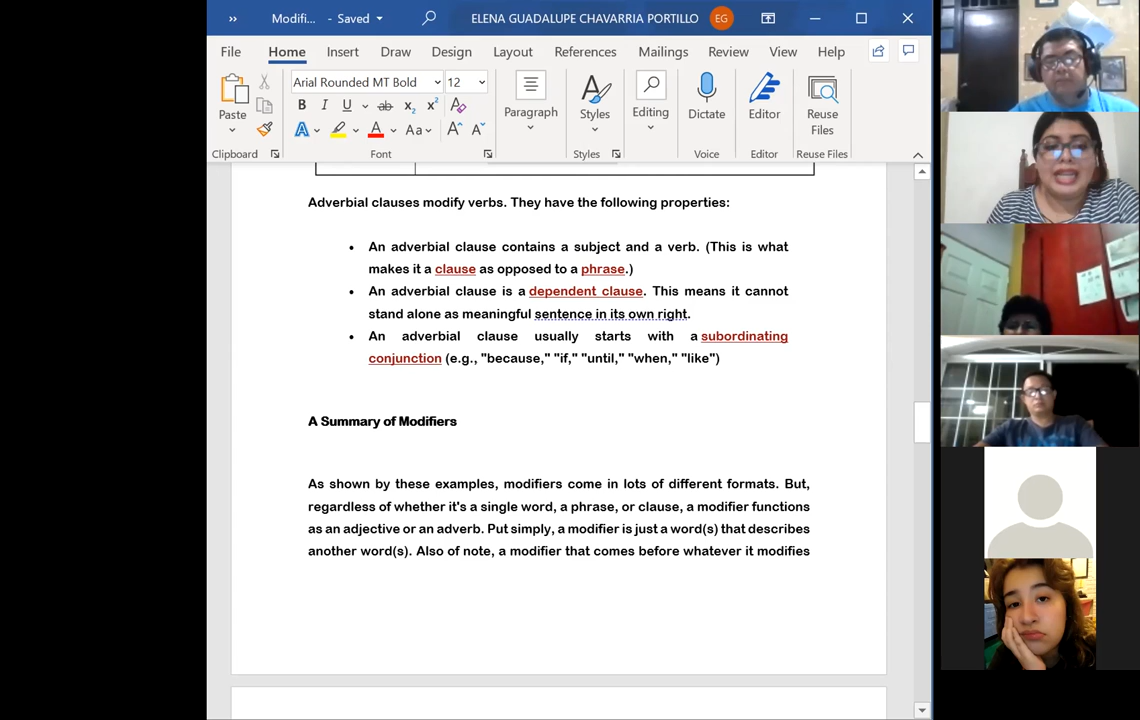 ›› Modifi... - Saved ELENA GUADALUPE CHAVARRIA PORTILLO EG
File Home Insert Draw Design Layout References Mailings Review View Help
Arial Rounded MT Bold 12
B I U ab x₂ x² A
A A Aa A A
Paste Paragraph Styles Editing Dictate Editor Reuse Files
Clipboard Font Styles Voice Editor Reuse Files
Adverbial clauses modify verbs. They have the following properties:
• An adverbial clause contains a subject and a verb. (This is what
makes it a clause as opposed to a phrase.)
• An adverbial clause is a dependent clause. This means it cannot
stand alone as meaningful sentence in its own right.
• An adverbial clause usually starts with a subordinating
conjunction (e.g., "because," "if," "until," "when," "like")
A Summary of Modifiers
As shown by these examples, modifiers come in lots of different formats. But,
regardless of whether it's a single word, a phrase, or clause, a modifier functions
as an adjective or an adverb. Put simply, a modifier is just a word(s) that describes
another word(s). Also of note, a modifier that comes before whatever it modifies